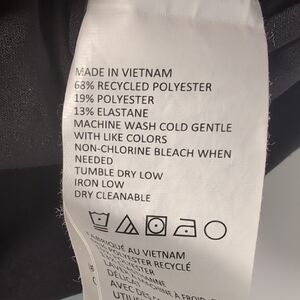 MADE IN VIETNAM
68% RECYCLED POLYESTER
19% POLYESTER
13% ELASTANE
MACHINE WASH COLD GENTLE
WITH LIKE COLORS
NON-CHLORINE BLEACH WHEN
NEEDED
TUMBLE DRY LOW
IRON LOW
DRY CLEANABLE
FABRIQUÉ AU VIETNAM
POLYESTER RECYCLÉ